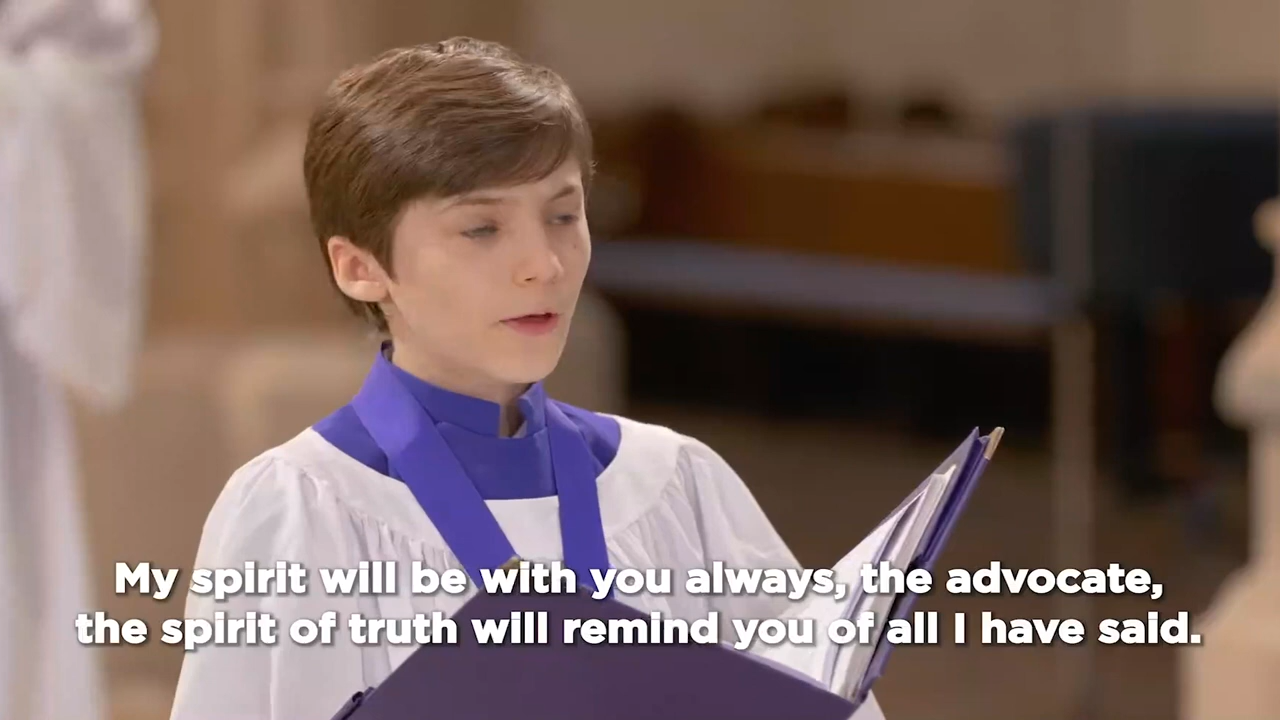 My spirit will be with you always, the advocate,
the spirit of truth will remind you of all I have said.